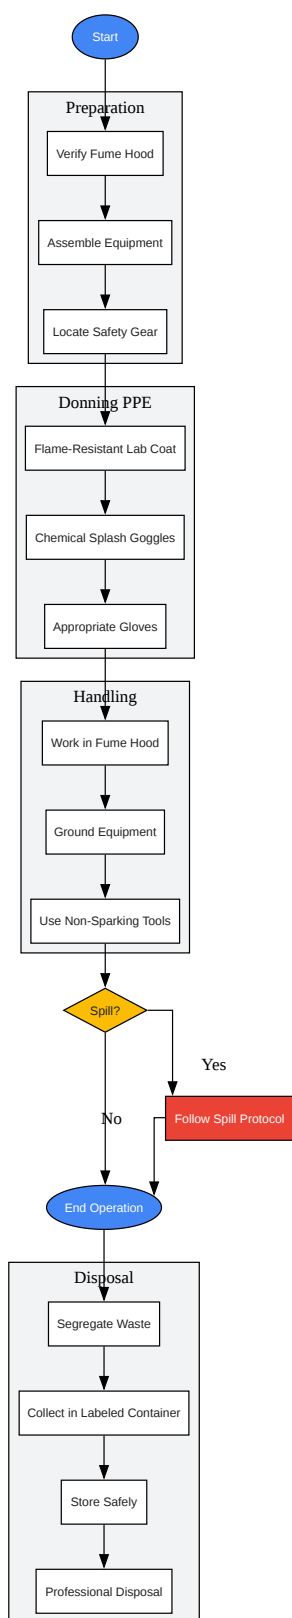 Start
Preparation
Verify Fume Hood
Assemble Equipment
Locate Safety Gear
Donning PPE
Flame-Resistant Lab Coat
Chemical Splash Goggles
Appropriate Gloves
Handling
Work in Fume Hood
Ground Equipment
Use Non-Sparking Tools
Spill?
Yes
No
Follow Spill Protocol
End Operation
Disposal
Segregate Waste
Collect in Labeled Container
Store Safely
Professional Disposal